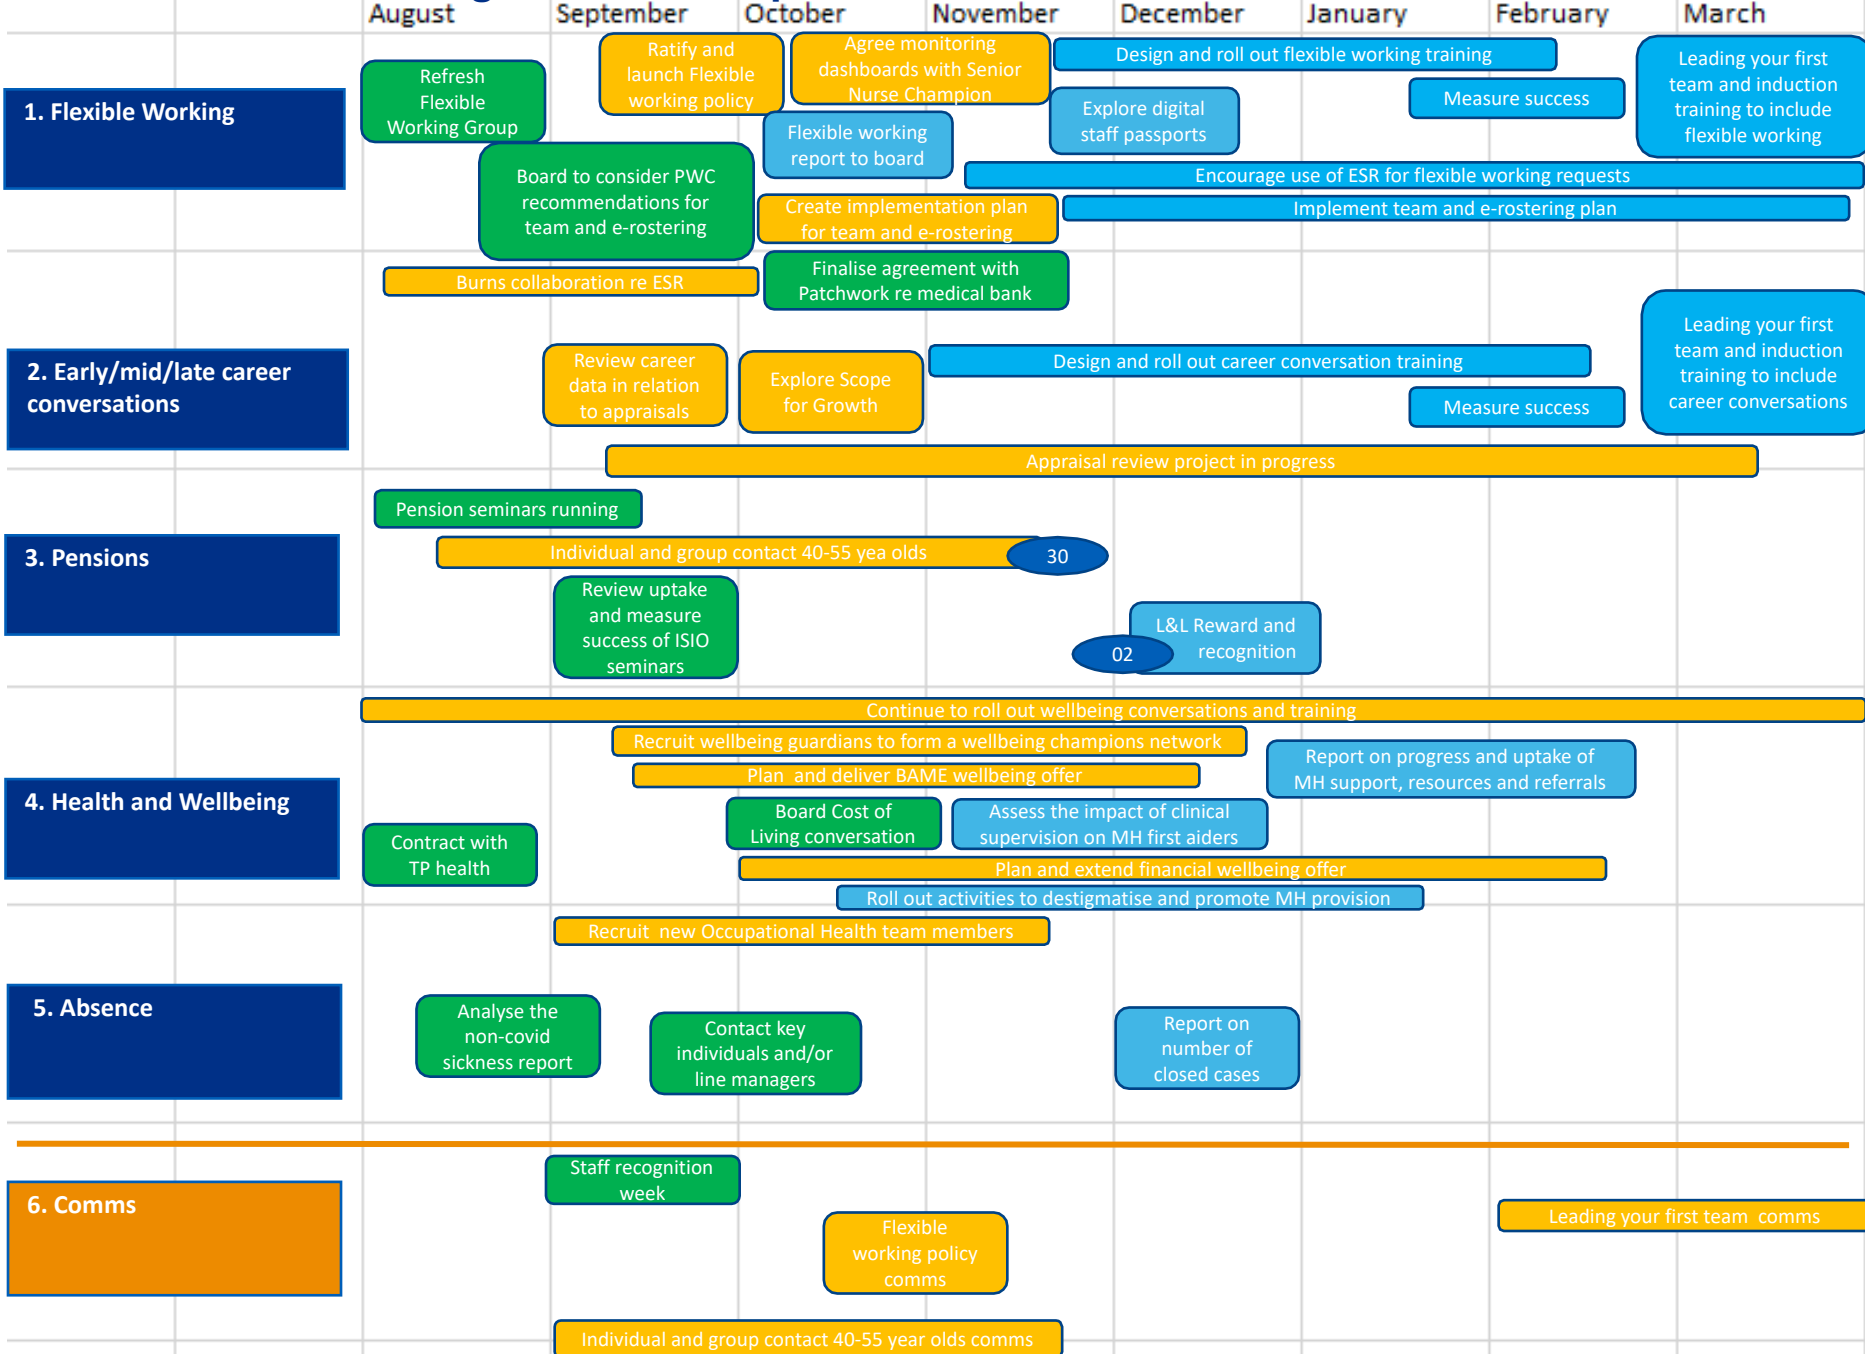 August
September
October
November
December
January
February
March
1. Flexible Working
Refresh
Flexible
Working Group
Ratify and
launch Flexible
working policy
Agree monitoring
dashboards with Senior
Nurse Champion
Design and roll out flexible working training
Measure success
Leading your first
team and induction
training to include
flexible working
Flexible working
report to board
Explore digital
staff passports
Board to consider PWC
recommendations for
team and e-rostering
Encourage use of ESR for flexible working requests
Create implementation plan
for team and e-rostering
Implement team and e-rostering plan
Burns collaboration re ESR
Finalise agreement with
Patchwork re medical bank
2. Early/mid/late career
conversations
Review career
data in relation
to appraisals
Explore Scope
for Growth
Design and roll out career conversation training
Measure success
Leading your first
team and induction
training to include
career conversations
Appraisal review project in progress
3. Pensions
Pension seminars running
Individual and group contact 40-55 yea olds
30
Review uptake
and measure
success of ISIO
seminars
02
L&L Reward and
recognition
4. Health and Wellbeing
Continue to roll out wellbeing conversations and training
Recruit wellbeing guardians to form a wellbeing champions network
Plan and deliver BAME wellbeing offer
Report on progress and uptake of
MH support, resources and referrals
Board Cost of
Living conversation
Assess the impact of clinical
supervision on MH first aiders
Contract with
TP health
Plan and extend financial wellbeing offer
Roll out activities to destigmatise and promote MH provision
Recruit new Occupational Health team members
5. Absence
Analyse the
non-covid
sickness report
Contact key
individuals and/or
line managers
Report on
number of
closed cases
6. Comms
Staff recognition
week
Flexible
working policy
comms
Leading your first team comms
Individual and group contact 40-55 year olds comms